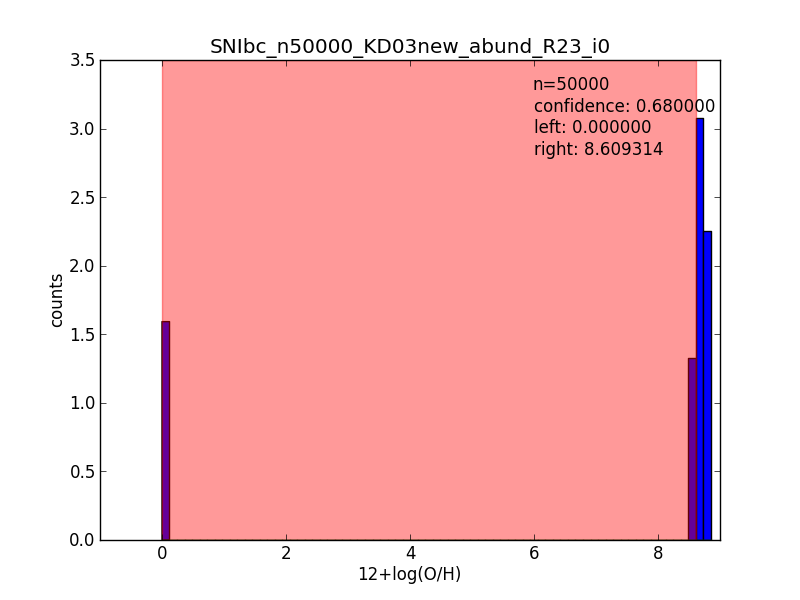 SNIbc_n50000_KD03new_abund_R23_i0
n=50000
confidence: 0.680000
left: 0.000000
right: 8.609314
3.5
3.0
2.5
2.0
1.5
1.0
0.5
0.0
counts
0 2 4 6 8
12+log(O/H)